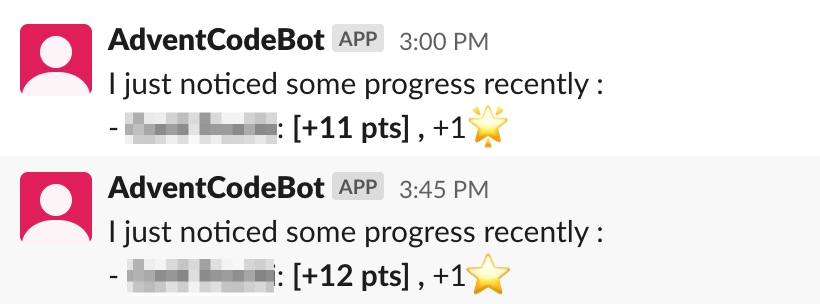 AdventCodeBot APP 3:00 PM
I just noticed some progress recently :
- : [+11 pts] , +1🌟
AdventCodeBot APP 3:45 PM
I just noticed some progress recently :
- : [+12 pts] , +1⭐